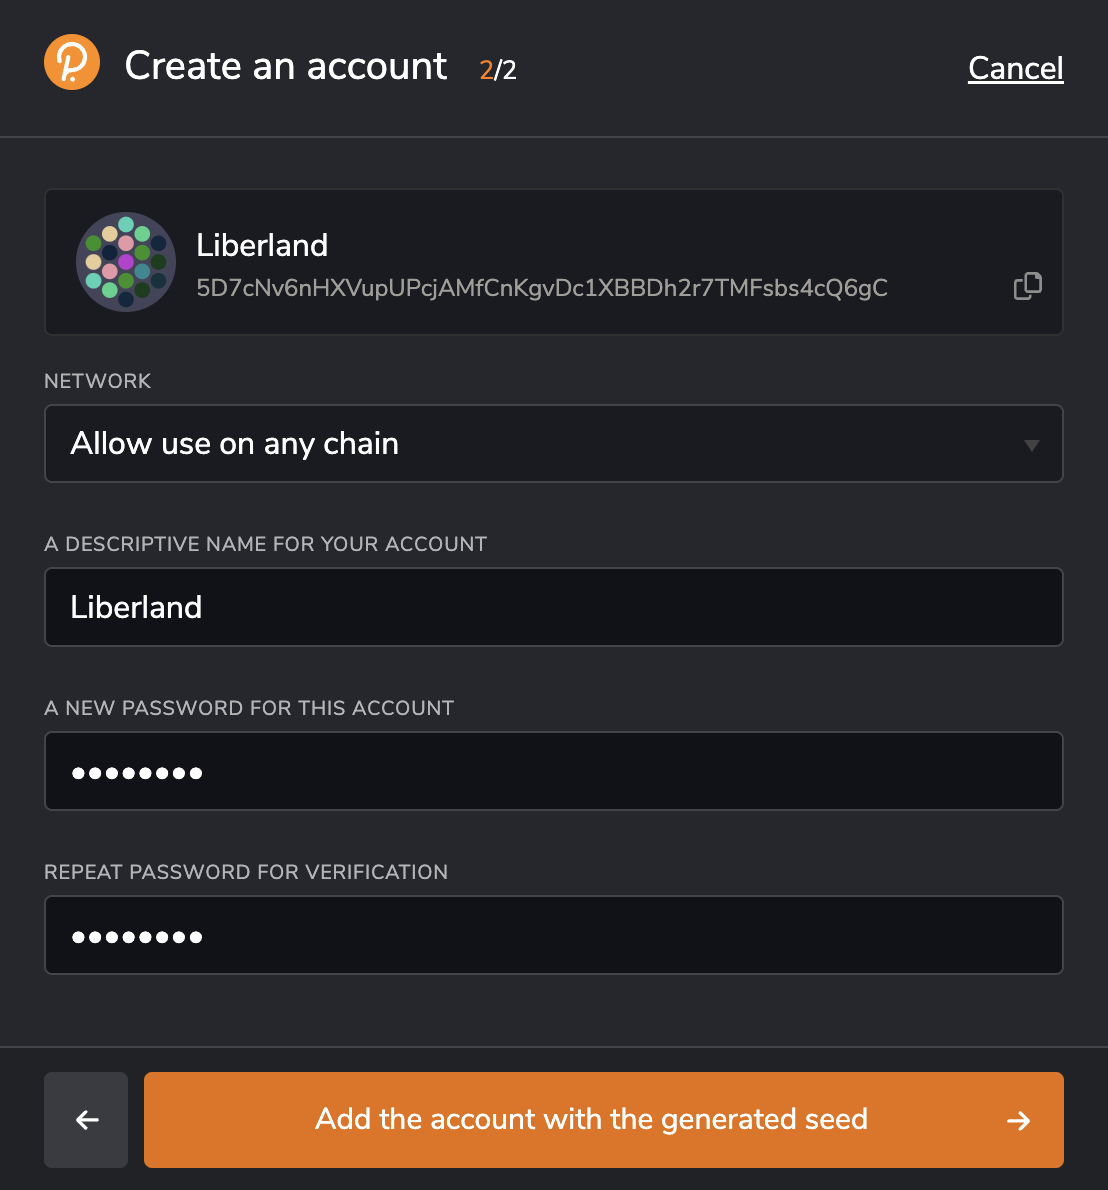 Create an account 2/2 Cancel
Liberland
5D7cNv6nHXVupUPcjAMfCnKgvDc1XBBDh2r7TMFsbs4cQ6gC
NETWORK
Allow use on any chain
A DESCRIPTIVE NAME FOR YOUR ACCOUNT
Liberland
A NEW PASSWORD FOR THIS ACCOUNT
••••••••
REPEAT PASSWORD FOR VERIFICATION
••••••••
Add the account with the generated seed